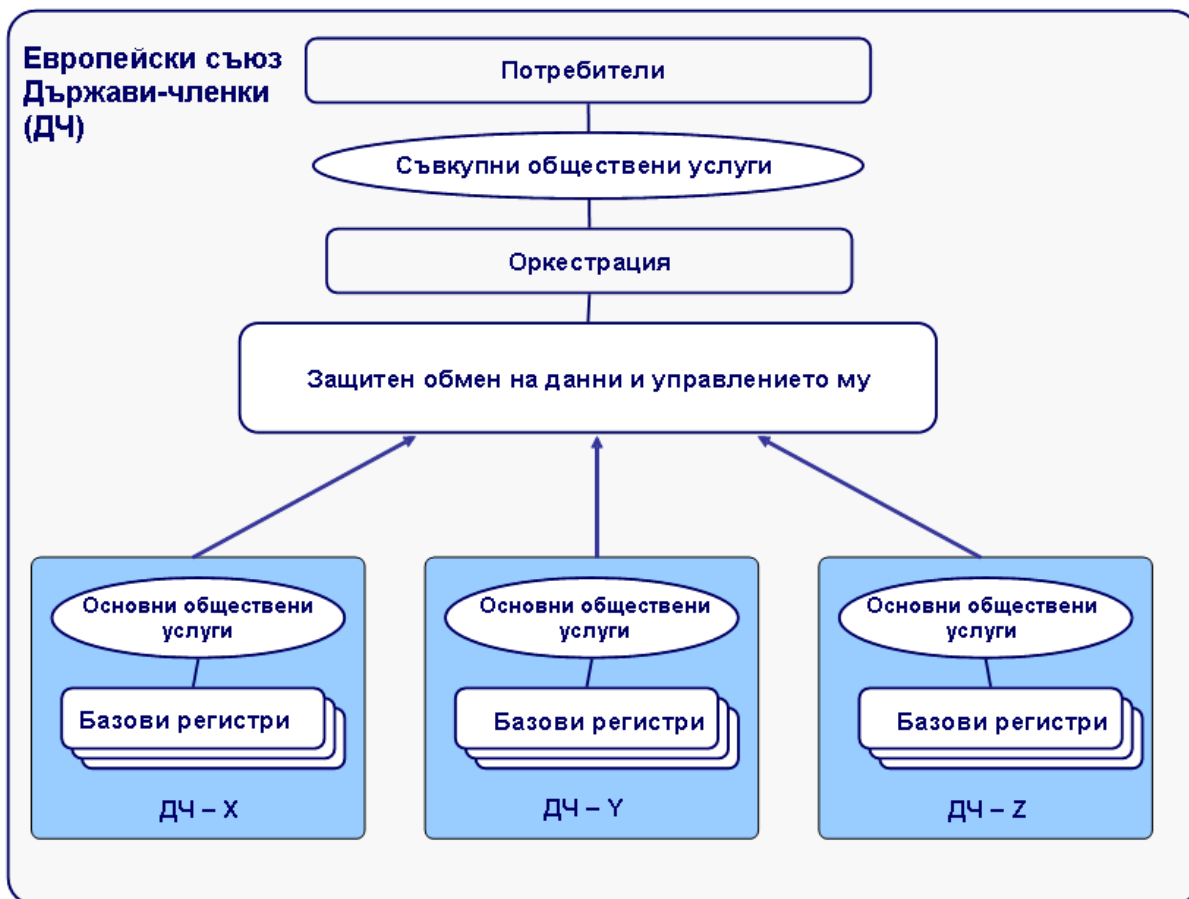 Европейски съюз
Държави-членки
(ДЧ)
Потребители
Съвкупни обществени услуги
Оркестрация
Защитен обмен на данни и управлението му
Основни обществени
услуги
Базови регистри
ДЧ – X
Основни обществени
услуги
Базови регистри
ДЧ – Y
Основни обществени
услуги
Базови регистри
ДЧ – Z